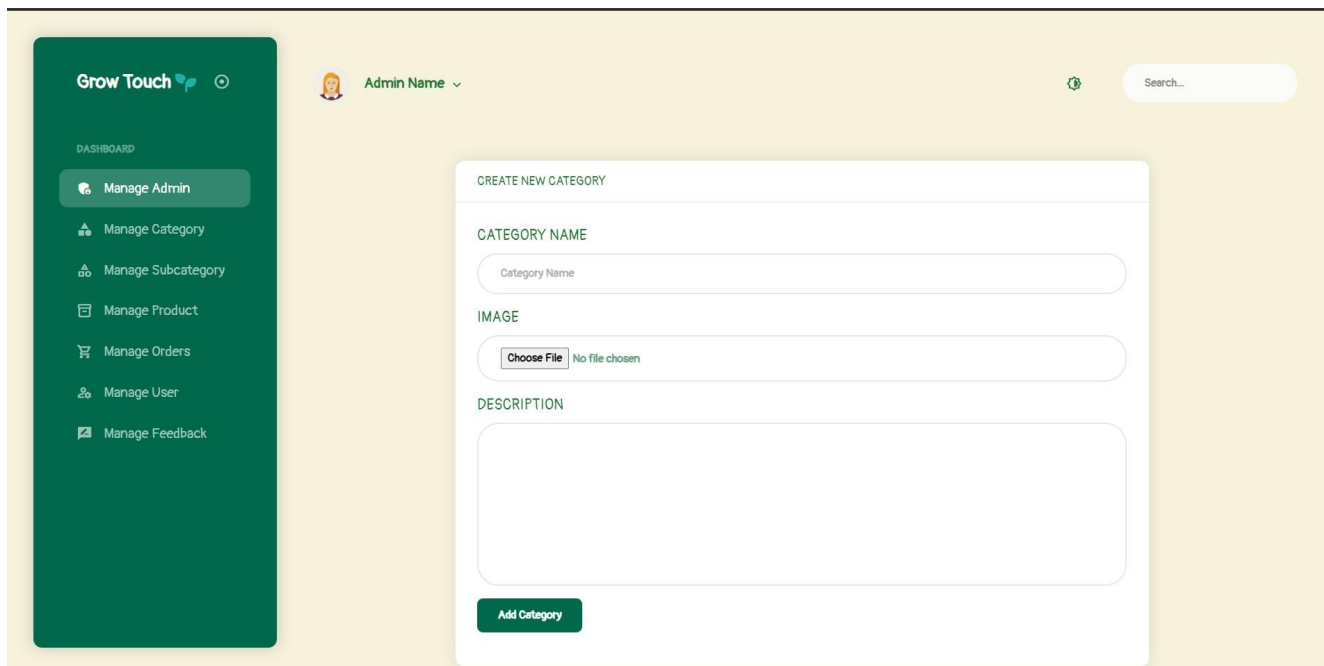 Grow Touch
DASHBOARD
Manage Admin
Manage Category
Manage Subcategory
Manage Product
Manage Orders
Manage User
Manage Feedback
Admin Name
Search...
CREATE NEW CATEGORY
CATEGORY NAME
Category Name
IMAGE
Choose File No file chosen
DESCRIPTION
Add Category